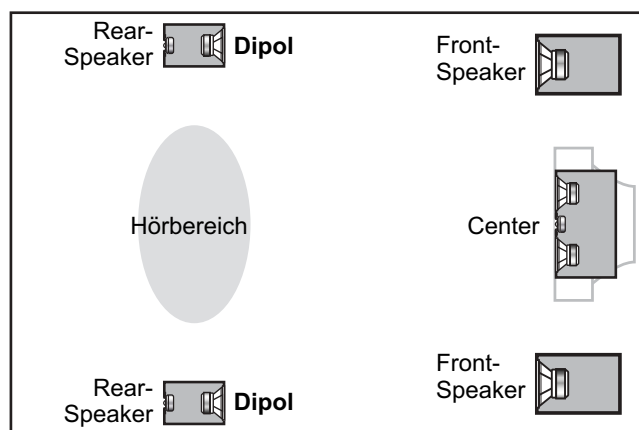 Rear-
Speaker
Dipol
Front-
Speaker
Hörbereich
Center
Rear-
Speaker
Dipol
Front-
Speaker